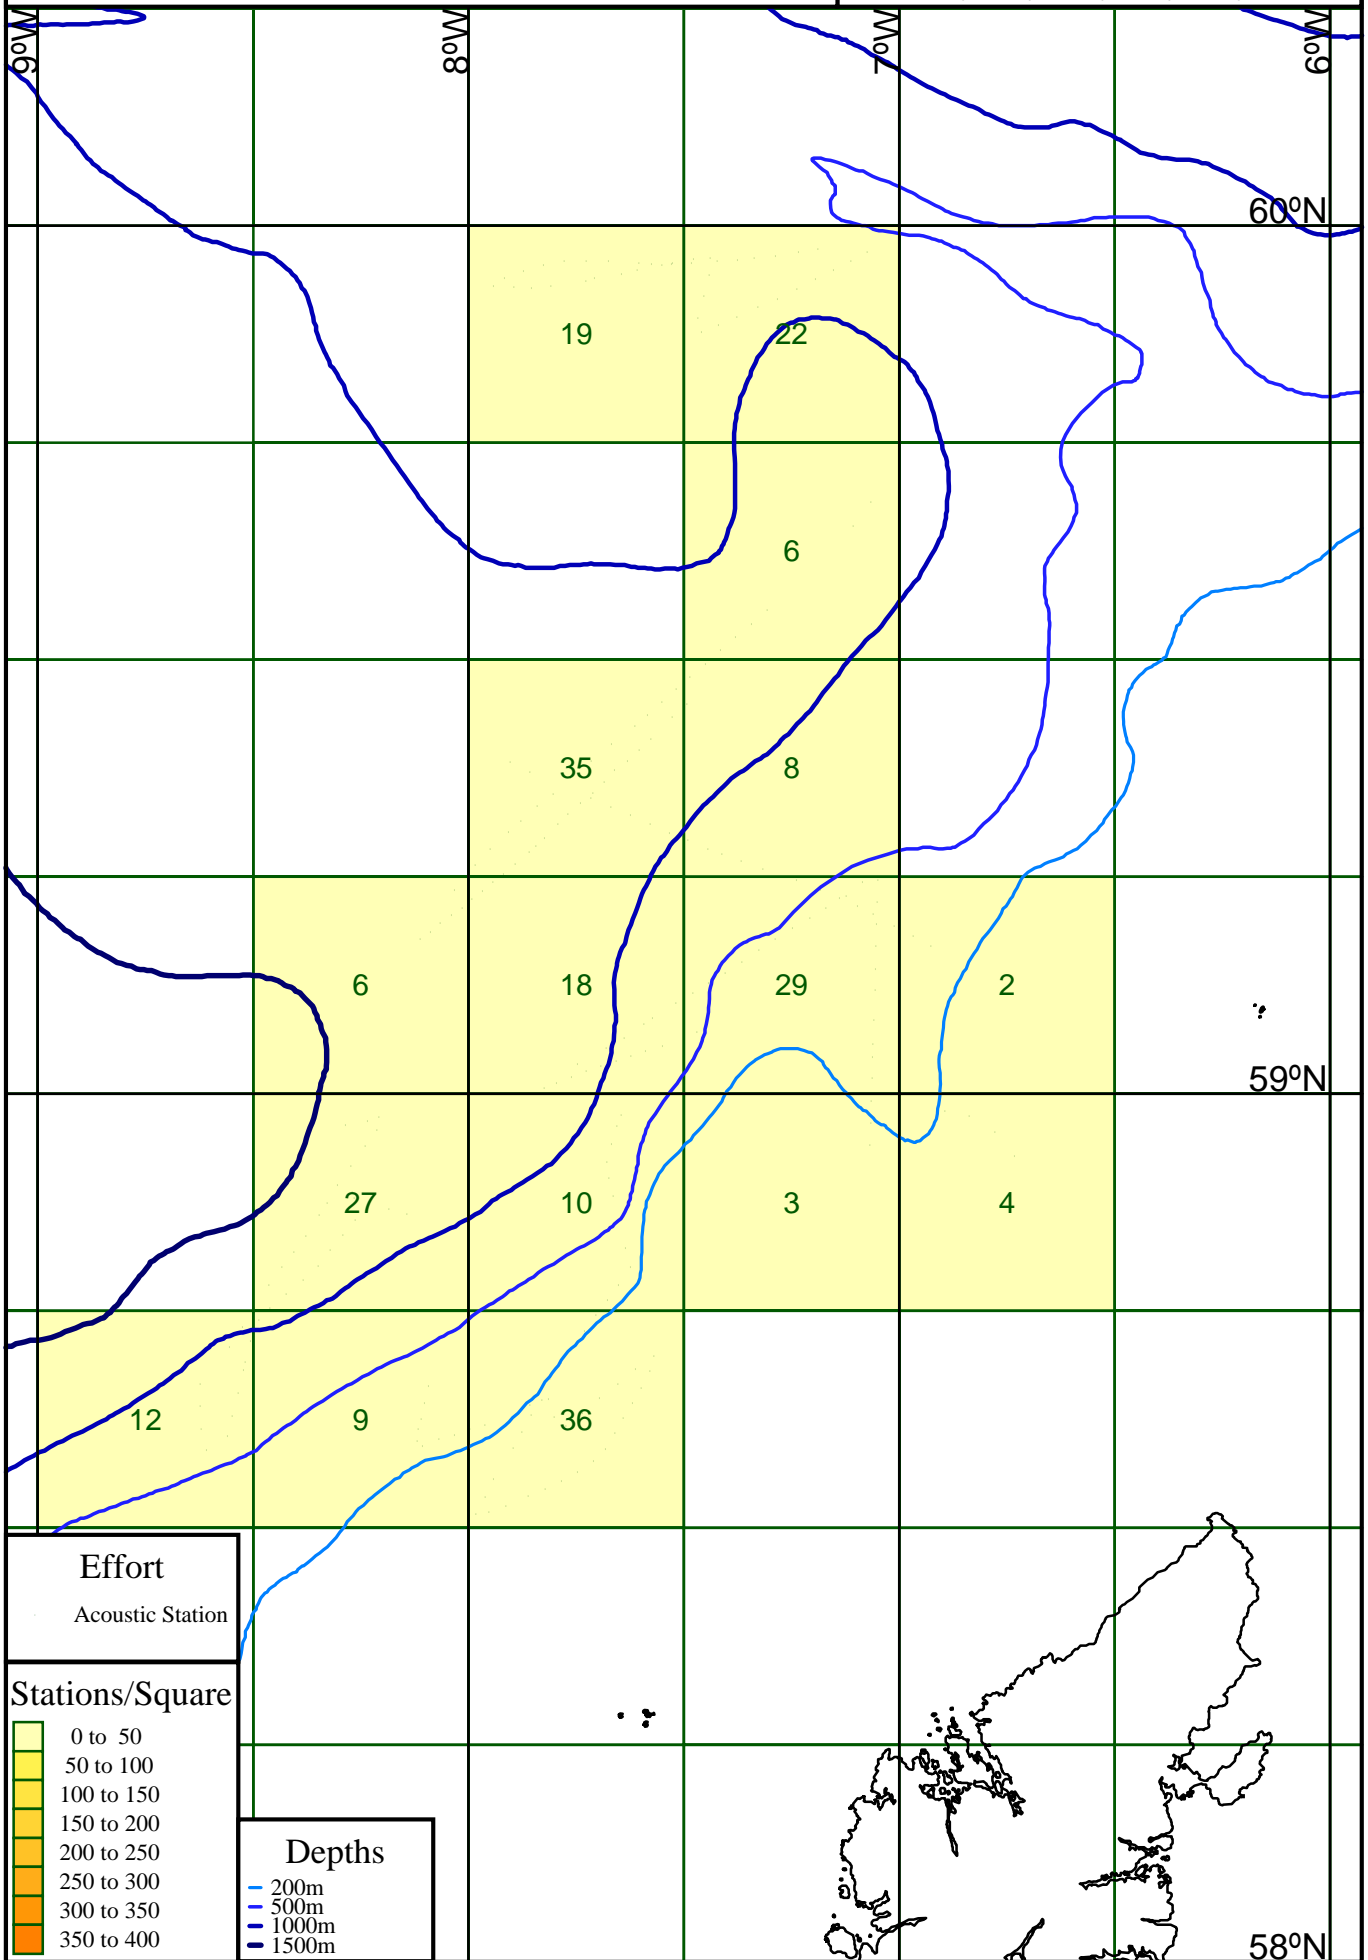 9ºW
8ºW
7ºW
6ºW
60ºN
19
22
6
35
8
6
18
29
2
59ºN
27
10
3
4
12
9
36
Effort
Acoustic Station
Stations/Square
0 to 50
50 to 100
100 to 150
150 to 200
200 to 250
250 to 300
300 to 350
350 to 400
Depths
200m
500m
1000m
1500m
58ºN